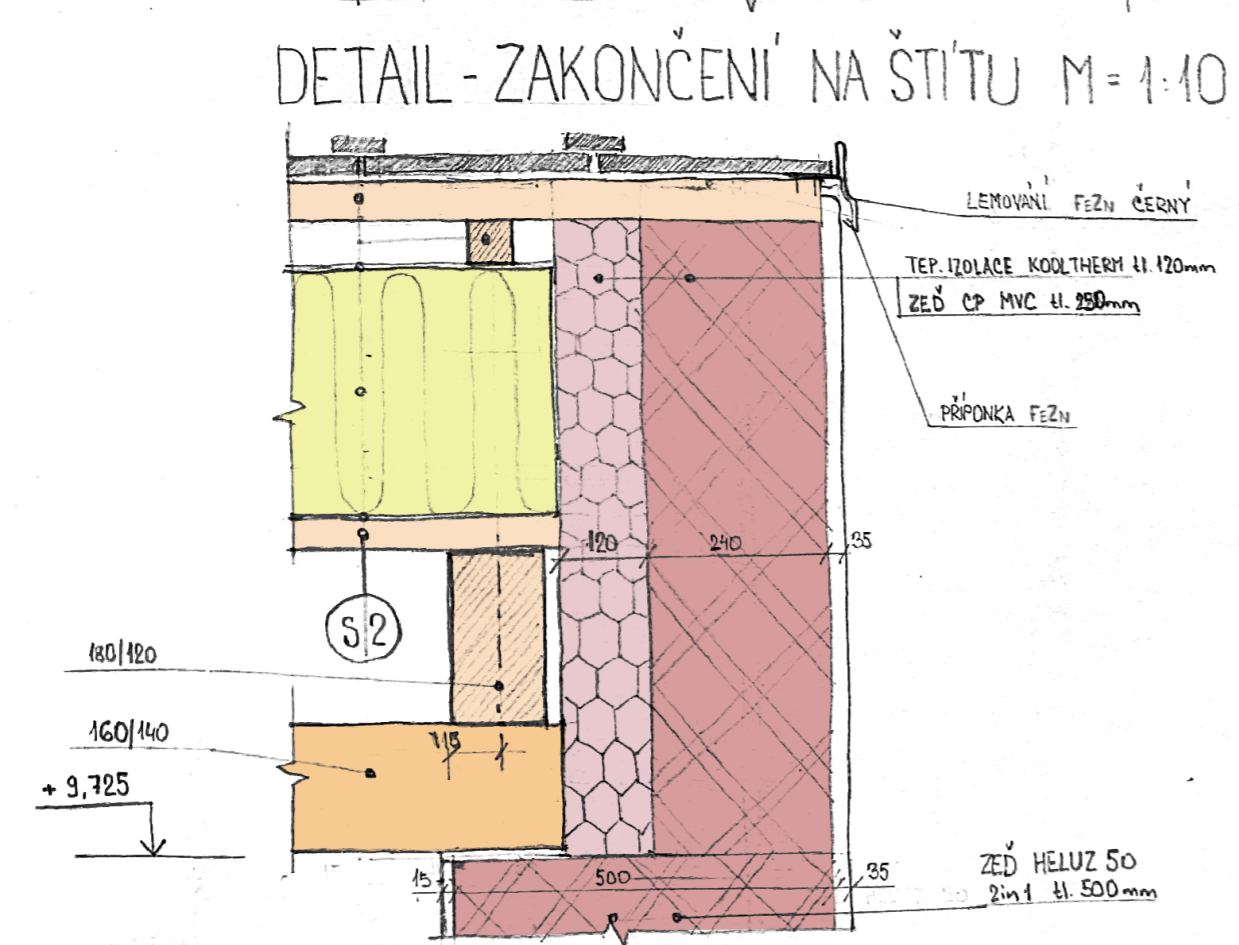 DETAIL - ZAKONČENÍ NA ŠTÍTU M = 1:10
LEMOVÁNÍ FeZn ČERNÝ
TEP. IZOLACE KOOLTHERM tl. 120mm
ZEĎ CP MVC tl. 250mm
PŘÍPONKA FeZn
120 240 35
S2
180/120
160/140
+ 9,725
ZEĎ HELUZ 50
2in1 tl. 500mm
15 500 35